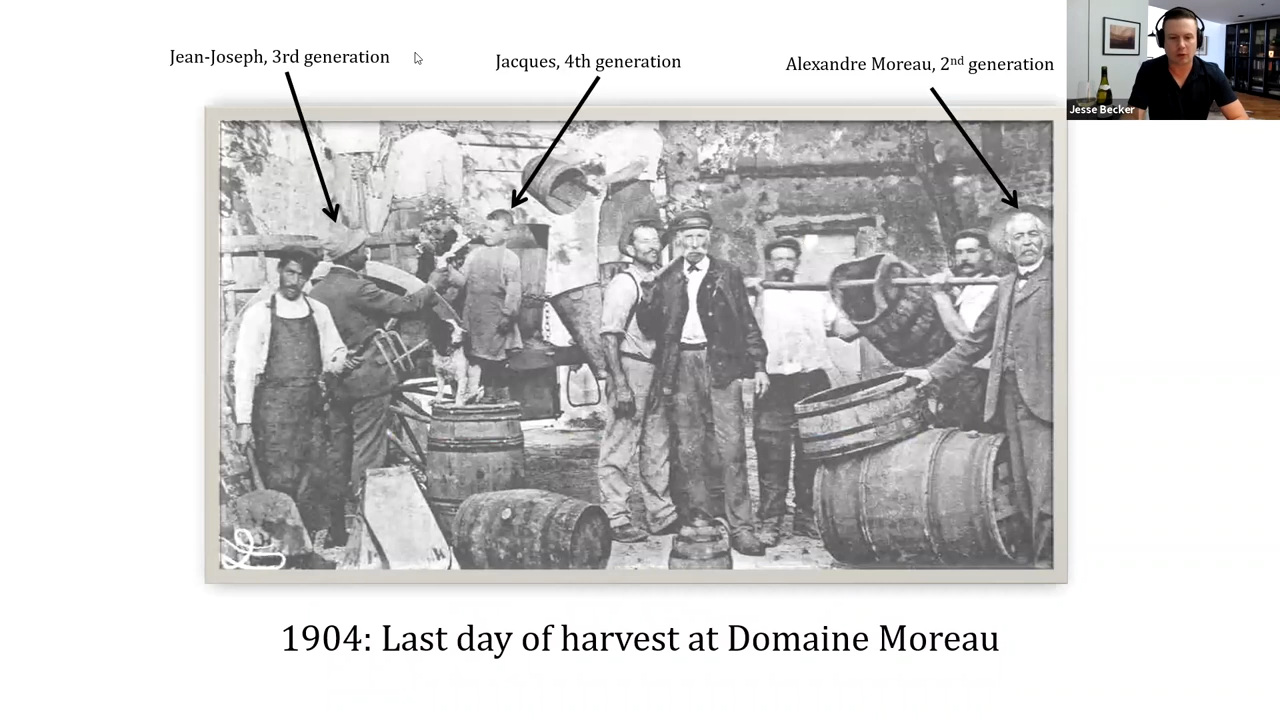 Jean-Joseph, 3rd generation
Jacques, 4th generation
Alexandre Moreau, 2nd generation
Jesse Becker
1904: Last day of harvest at Domaine Moreau